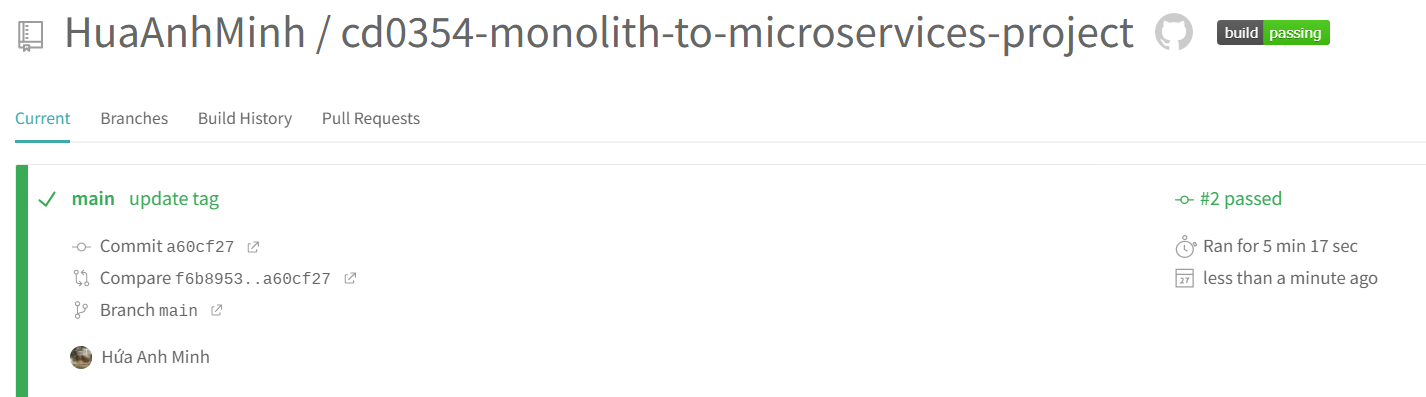 HuaAnhMinh / cd0354-monolith-to-microservices-project build passing
Current Branches Build History Pull Requests
main update tag #2 passed
Commit a60cf27 Ran for 5 min 17 sec
Compare f6b8953..a60cf27 27 less than a minute ago
Branch main
Hứa Anh Minh